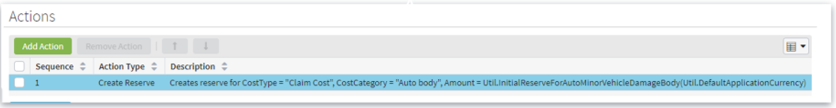 Actions
Add Action Remove Action
Sequence Action Type Description
1 Create Reserve Creates reserve for CostType = "Claim Cost", CostCategory = "Auto body", Amount = Util.InitialReserveForAutoMinorVehicleDamageBody(Util.DefaultApplicationCurrency)